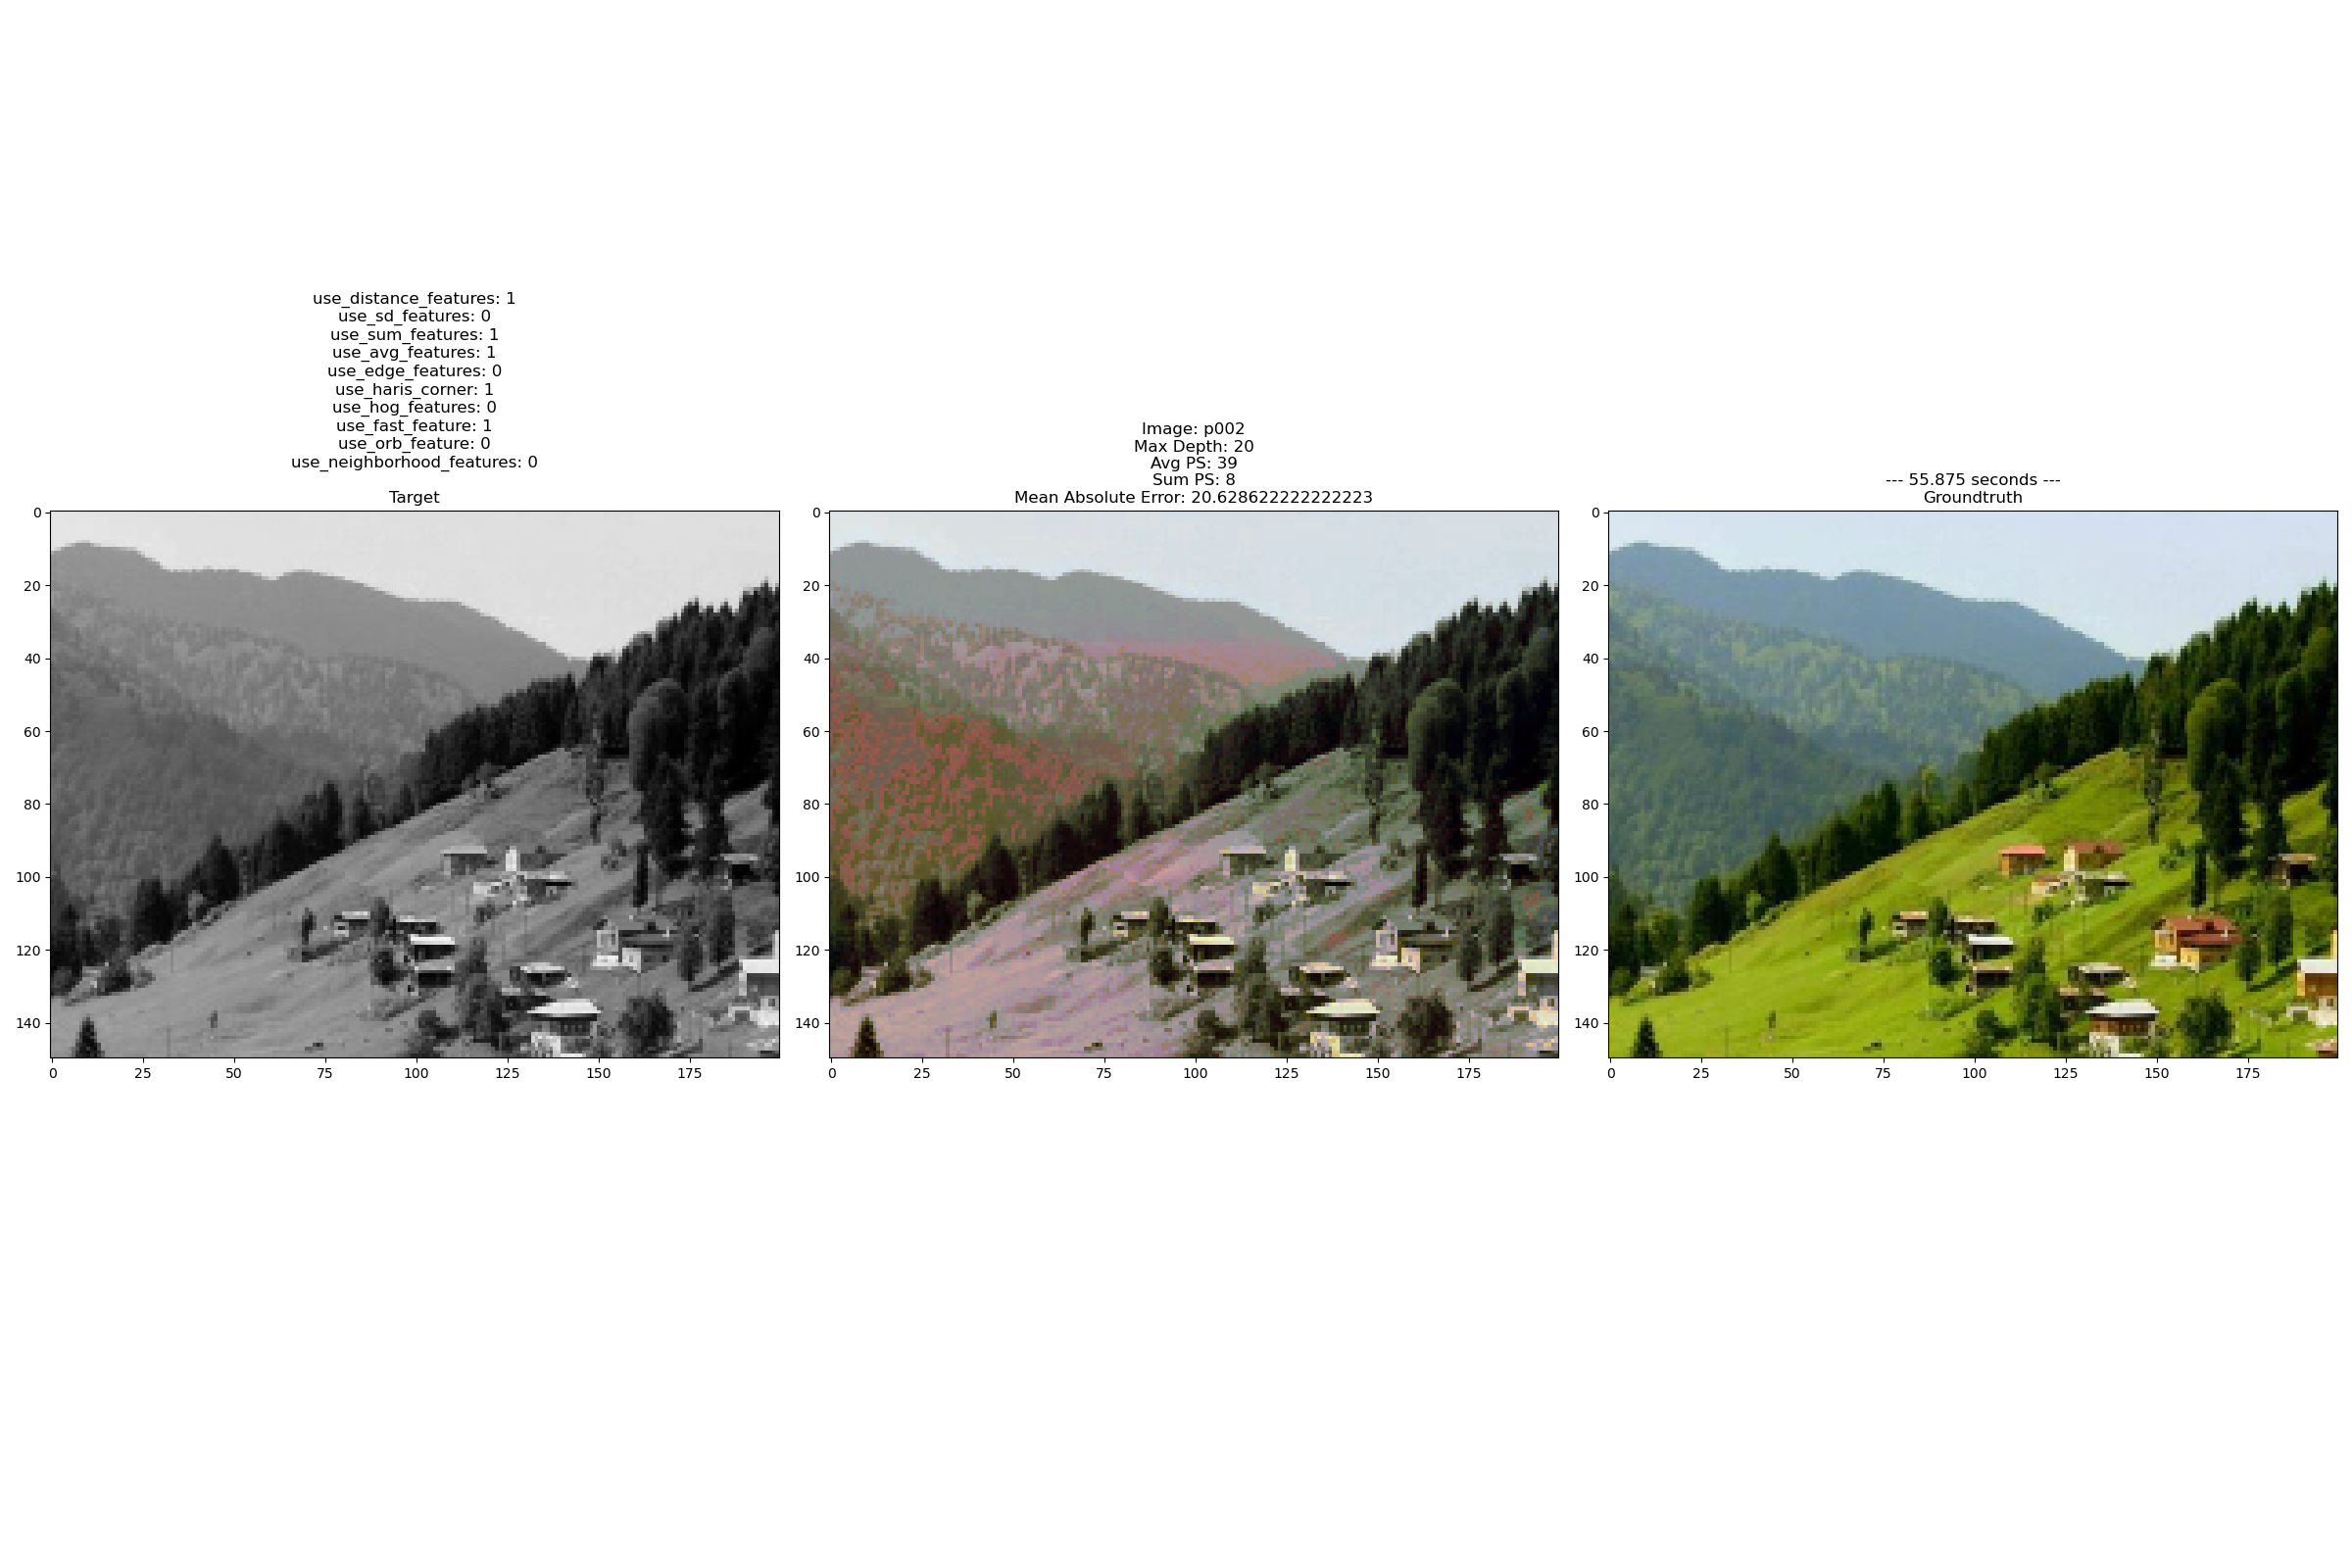 use_distance_features: 1
use_sd_features: 0
use_sum_features: 1
use_avg_features: 1
use_edge_features: 0
use_haris_corner: 1
use_hog_features: 0
use_fast_feature: 1
use_orb_feature: 0
use_neighborhood_features: 0
Target
0
20
40
60
80
100
120
140
0 25 50 75 100 125 150 175
Image: p002
Max Depth: 20
Avg PS: 39
Sum PS: 8
Mean Absolute Error: 20.628622222222223
0
20
40
60
80
100
120
140
0 25 50 75 100 125 150 175
--- 55.875 seconds ---
Groundtruth
0
20
40
60
80
100
120
140
0 25 50 75 100 125 150 175